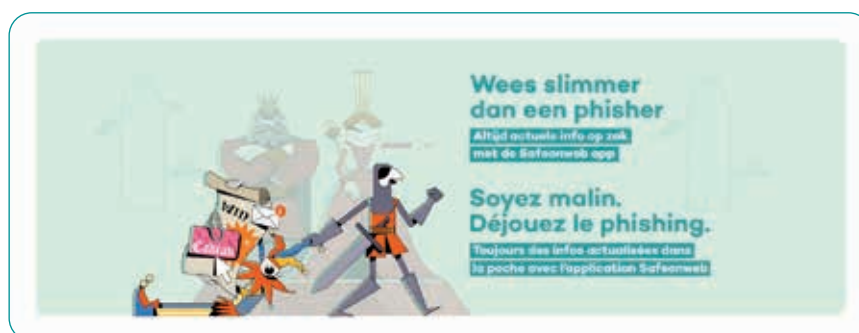 Wees slimmer
dan een phisher
Altijd actuele info op zak
met de Safeonweb app
Soyez malin.
Déjouez le phishing.
Toujours des infos actualisées dans
la poche avec l'application Safeonweb